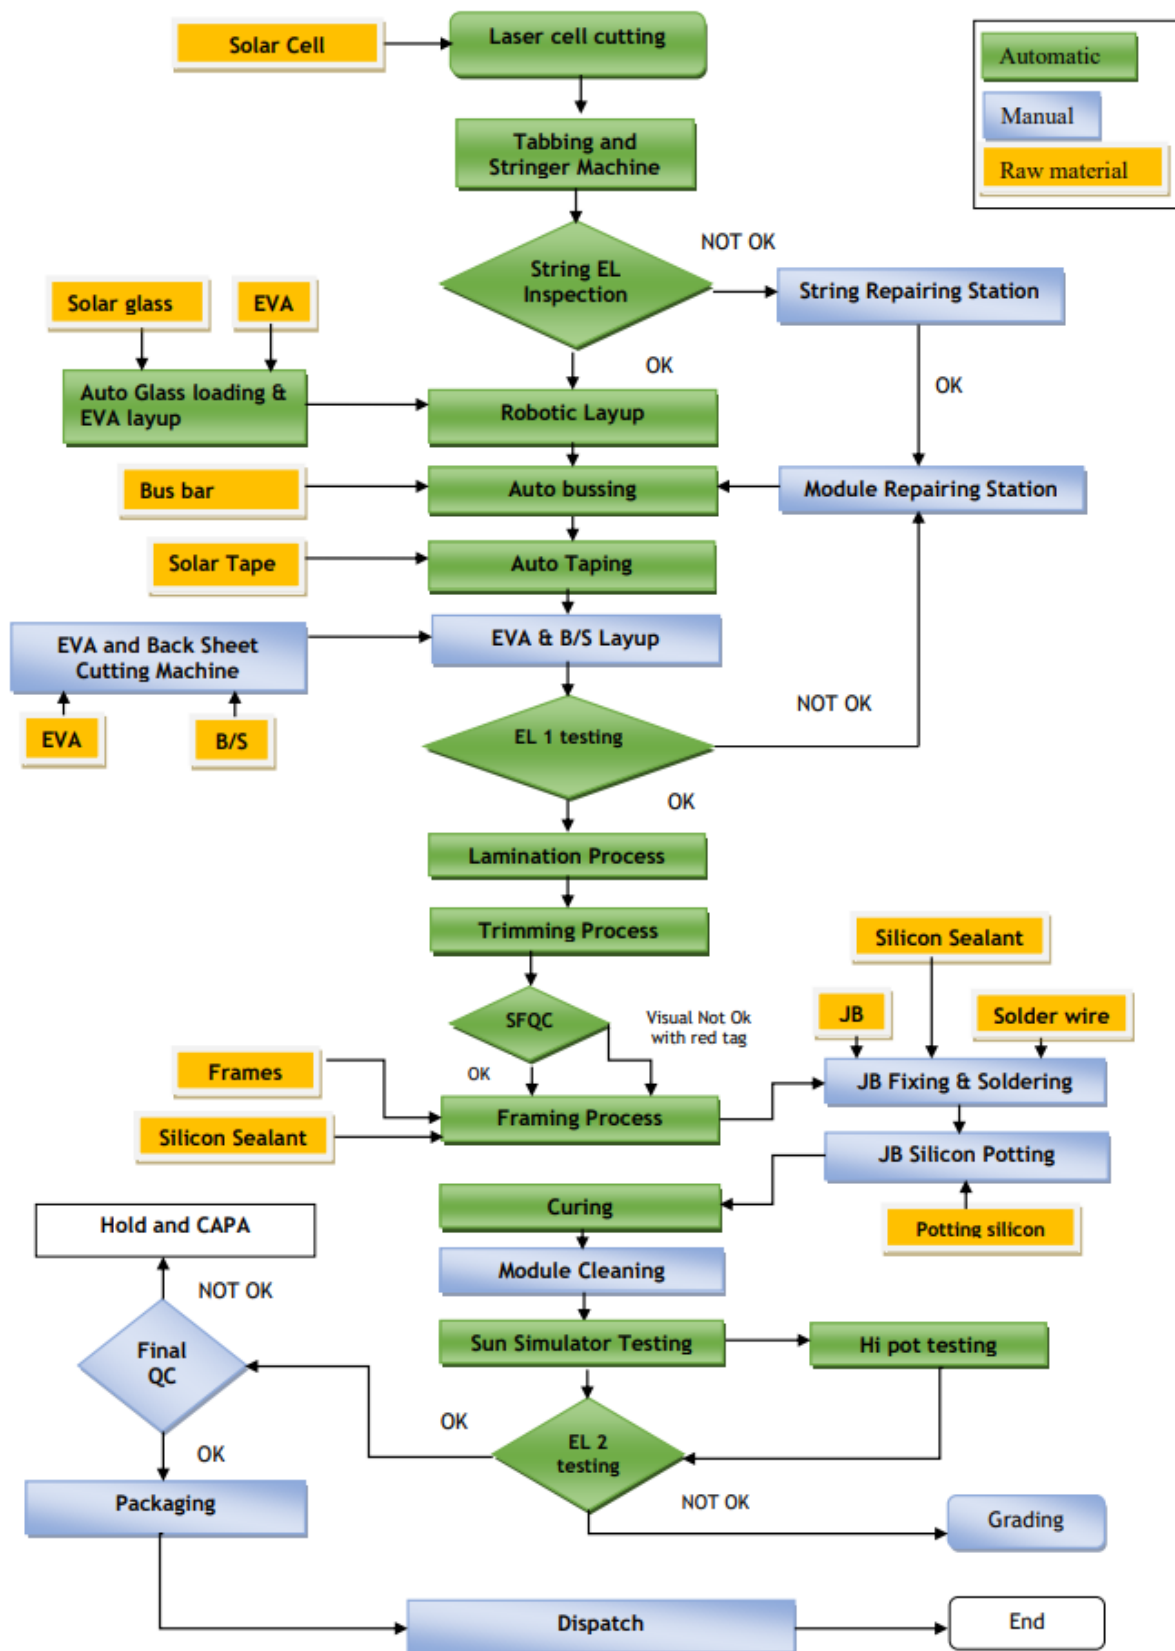 Solar Cell
Laser cell cutting
Automatic
Manual
Raw material
Tabbing and
Stringer Machine
NOT OK
String EL
Inspection
String Repairing Station
Solar glass
EVA
OK
OK
Auto Glass loading &
EVA layup
Robotic Layup
Bus bar
Auto bussing
Module Repairing Station
Solar Tape
Auto Taping
EVA and Back Sheet
Cutting Machine
EVA & B/S Layup
NOT OK
EVA
B/S
EL 1 testing
OK
Lamination Process
Trimming Process
Silicon Sealant
SFQC
Visual Not Ok
with red tag
JB
Solder wire
OK
Frames
JB Fixing & Soldering
Silicon Sealant
Framing Process
JB Silicon Potting
Curing
Hold and CAPA
Potting silicon
Module Cleaning
NOT OK
Sun Simulator Testing
Hi pot testing
Final
QC
OK
EL 2
testing
OK
NOT OK
Packaging
Grading
Dispatch
End